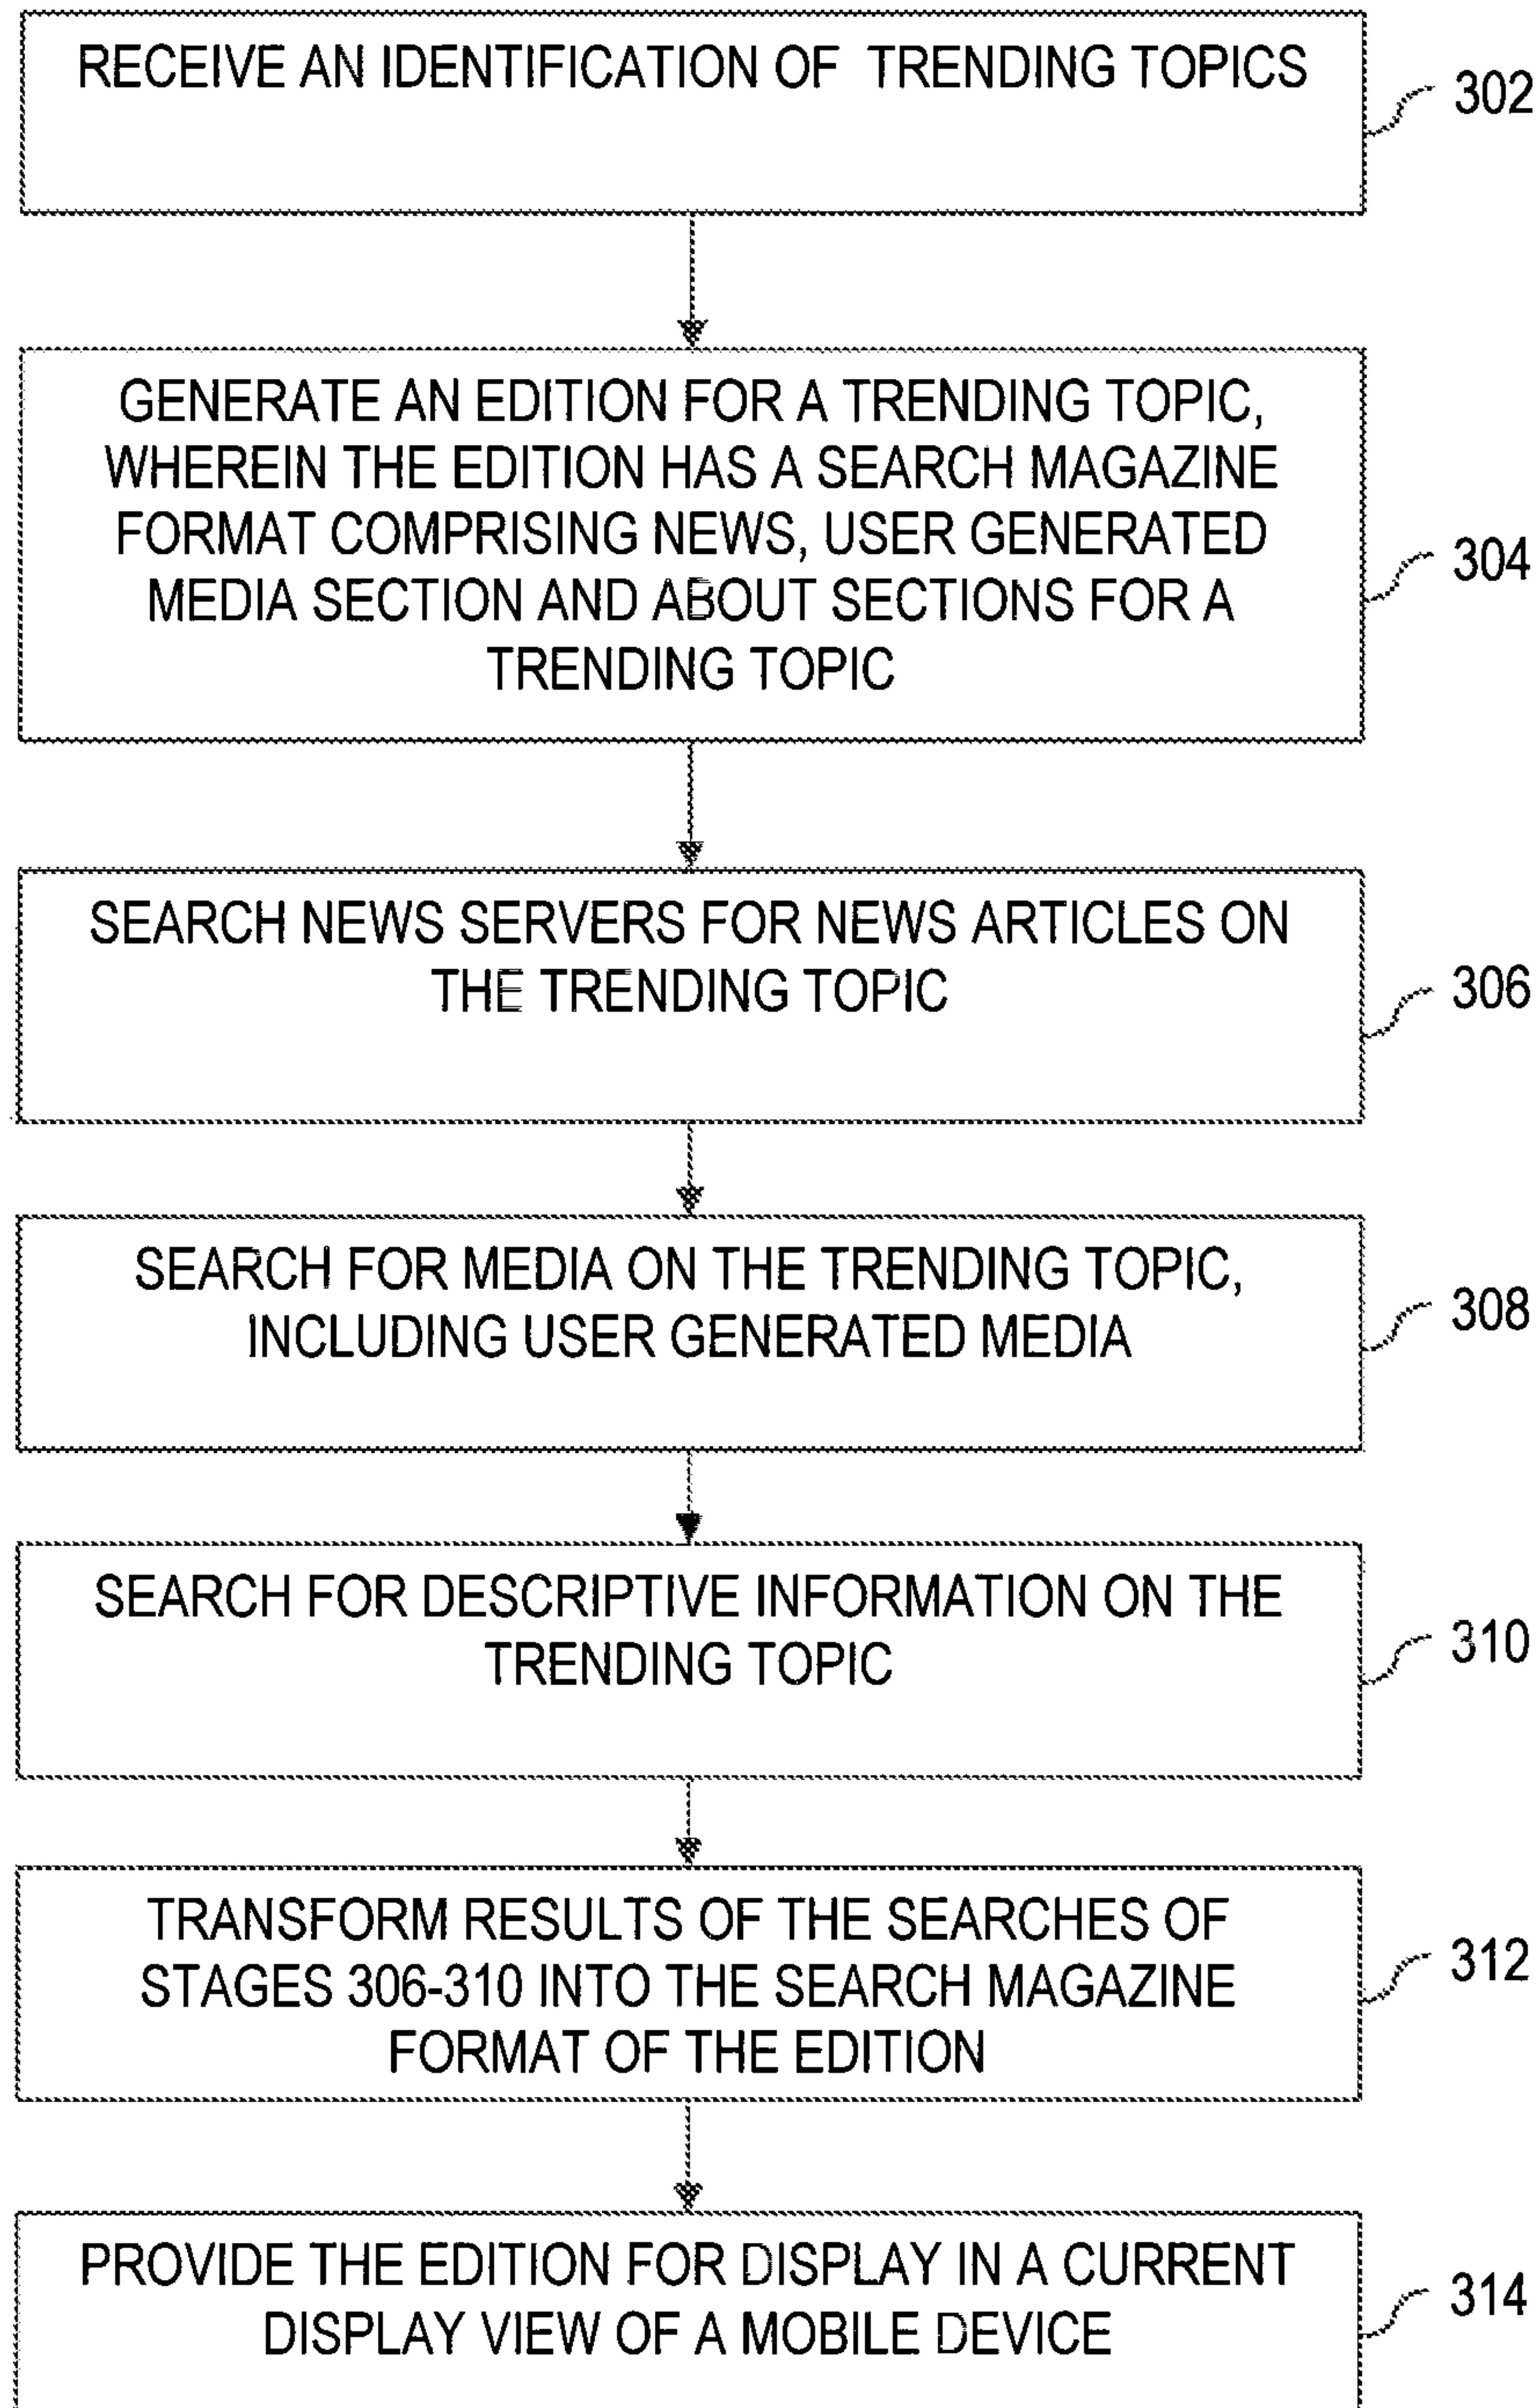 RECEIVE AN IDENTIFICATION OF TRENDING TOPICS
302
GENERATE AN EDITION FOR A TRENDING TOPIC,
WHEREIN THE EDITION HAS A SEARCH MAGAZINE
FORMAT COMPRISING NEWS, USER GENERATED
MEDIA SECTION AND ABOUT SECTIONS FOR A
TRENDING TOPIC
304
SEARCH NEWS SERVERS FOR NEWS ARTICLES ON
THE TRENDING TOPIC
306
SEARCH FOR MEDIA ON THE TRENDING TOPIC,
INCLUDING USER GENERATED MEDIA
308
SEARCH FOR DESCRIPTIVE INFORMATION ON THE
TRENDING TOPIC
310
TRANSFORM RESULTS OF THE SEARCHES OF
STAGES 306-310 INTO THE SEARCH MAGAZINE
FORMAT OF THE EDITION
312
PROVIDE THE EDITION FOR DISPLAY IN A CURRENT
DISPLAY VIEW OF A MOBILE DEVICE
314